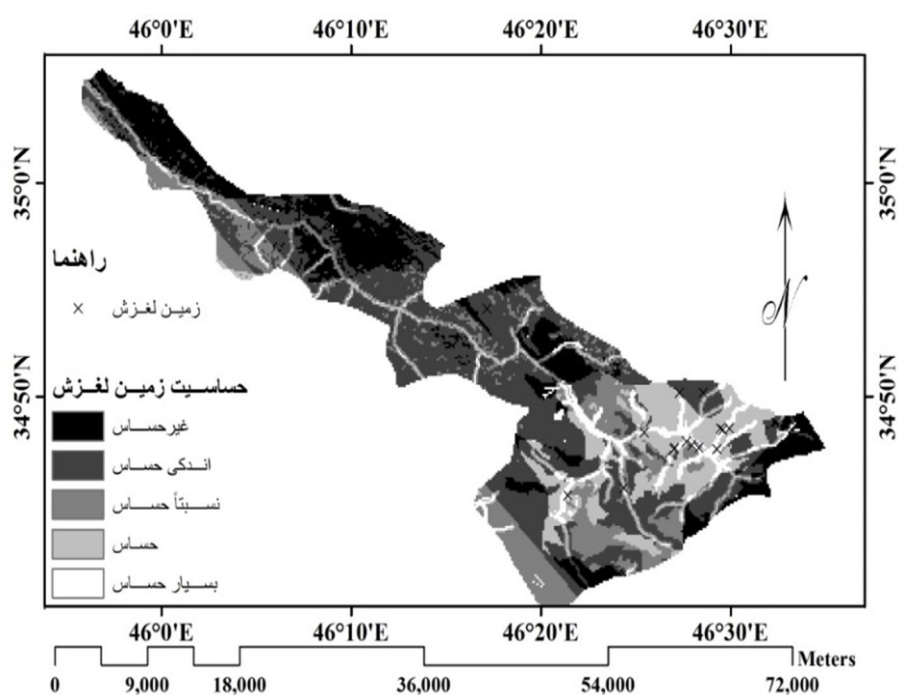 46°0'E 46°10'E 46°20'E 46°30'E
35°0'N 35°0'N
راهنما
زمین لغزش
34°50'N 34°50'N
حساسیت زمین لغزش
غیرحساس
اندکی حساس
نسبتاً حساس
حساس
بسیار حساس
N
46°0'E 46°10'E 46°20'E 46°30'E
Meters
0 9,000 18,000 36,000 54,000 72,000